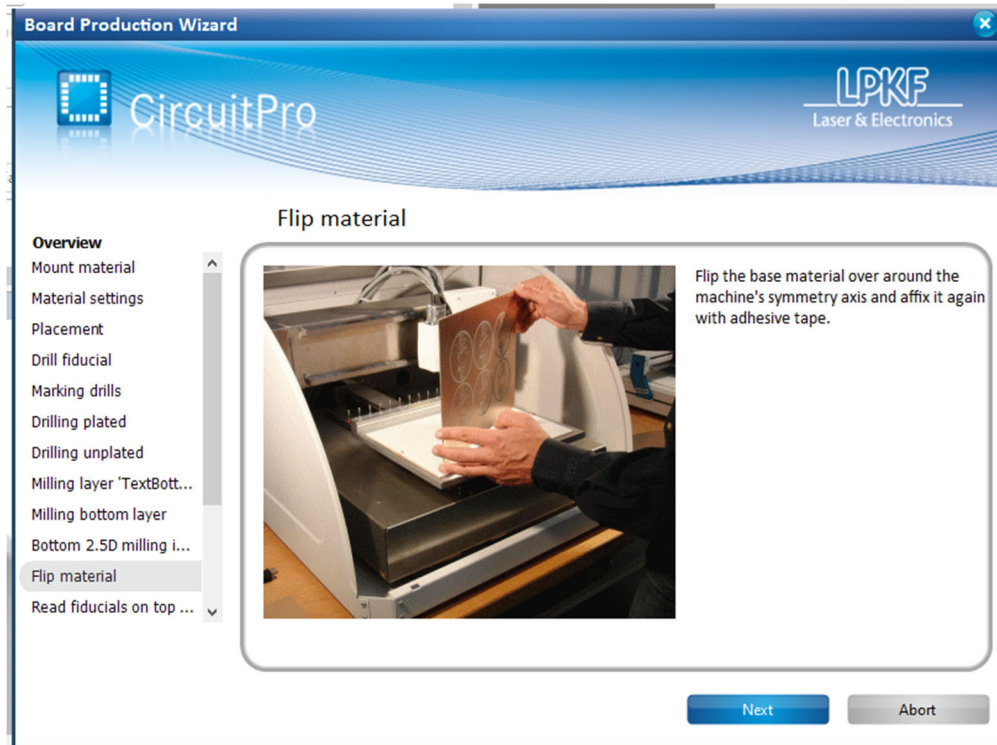 Board Production Wizard
CircuitPro
LPKF
Laser & Electronics
Flip material
Overview
Mount material
Material settings
Placement
Drill fiducial
Marking drills
Drilling plated
Drilling unplated
Milling layer 'TextBott...
Milling bottom layer
Bottom 2.5D milling i...
Flip material
Read fiducials on top ...
Flip the base material over around the
machine's symmetry axis and affix it again
with adhesive tape.
Next
Abort